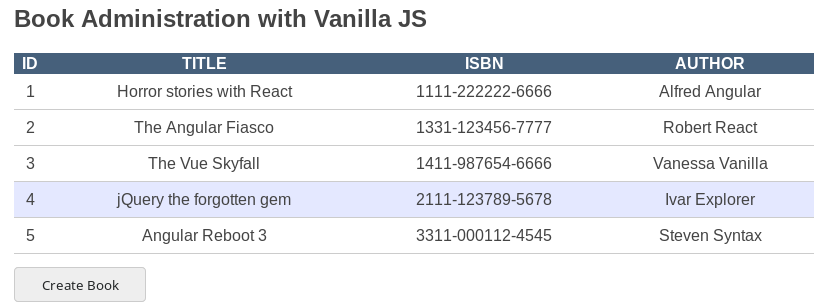 Book Administration with Vanilla JS
ID TITLE ISBN AUTHOR
1 Horror stories with React 1111-222222-6666 Alfred Angular
2 The Angular Fiasco 1331-123456-7777 Robert React
3 The Vue Skyfall 1411-987654-6666 Vanessa Vanilla
4 jQuery the forgotten gem 2111-123789-5678 Ivar Explorer
5 Angular Reboot 3 3311-000112-4545 Steven Syntax
Create Book